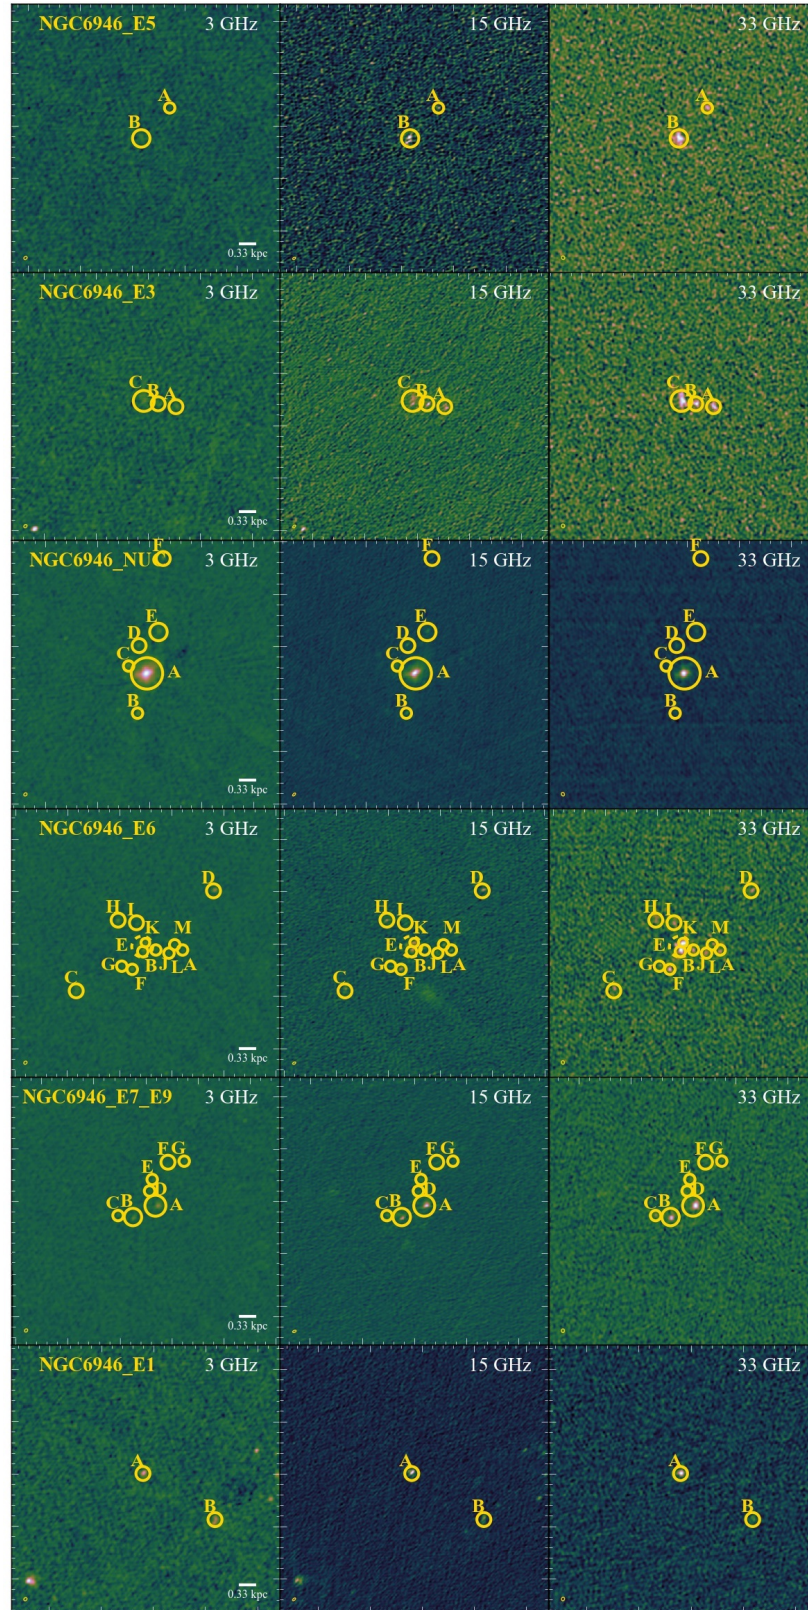 NGC6946_E5 3 GHz 15 GHz 33 GHz
A A A
B B B
0.33 kpc
NGC6946_E3 3 GHz 15 GHz 33 GHz
C B A C B A C B A
0.33 kpc
NGC6946_NU 3 GHz 15 GHz 33 GHz
F F F
E E E
D D D
C C C
A A A
B B B
0.33 kpc
NGC6946_E6 3 GHz 15 GHz 33 GHz
D D D
H I H I H I
K M K M K M
E E E
G B J L A G B J L A G B J L A
F F F
C C C
0.33 kpc
NGC6946_E7_E9 3 GHz 15 GHz 33 GHz
F G F G F G
E E E
D D D
C B A C B A C B A
0.33 kpc
NGC6946_E1 3 GHz 15 GHz 33 GHz
A A A
B B B
0.33 kpc